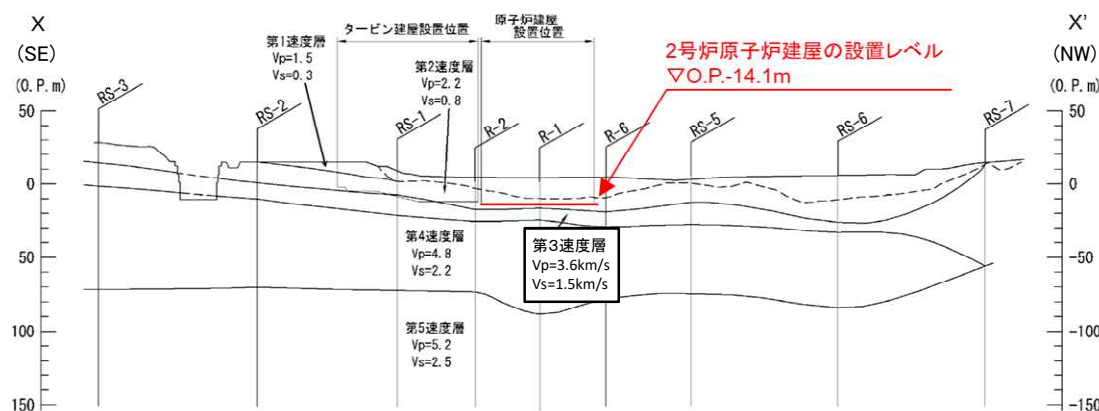 X
(SE)
(O.P.m)
50
0
50
100
150
X'
(NW)
(O.P.m)
50
0
-50
-100
-150
タービン建屋設置位置
原子炉建屋
設置位置
第1速度層
Vp=1.5
Vs=0.3
第2速度層
Vp=2.2
Vs=0.8
2号炉原子炉建屋の設置レベル
▽O.P.-14.1m
RS-3
RS-2
RS-1
R-2
R-1
R-6
RS-5
RS-6
RS-7
第3速度層
Vp=3.6km/s
Vs=1.5km/s
第4速度層
Vp=4.8
Vs=2.2
第5速度層
Vp=5.2
Vs=2.5